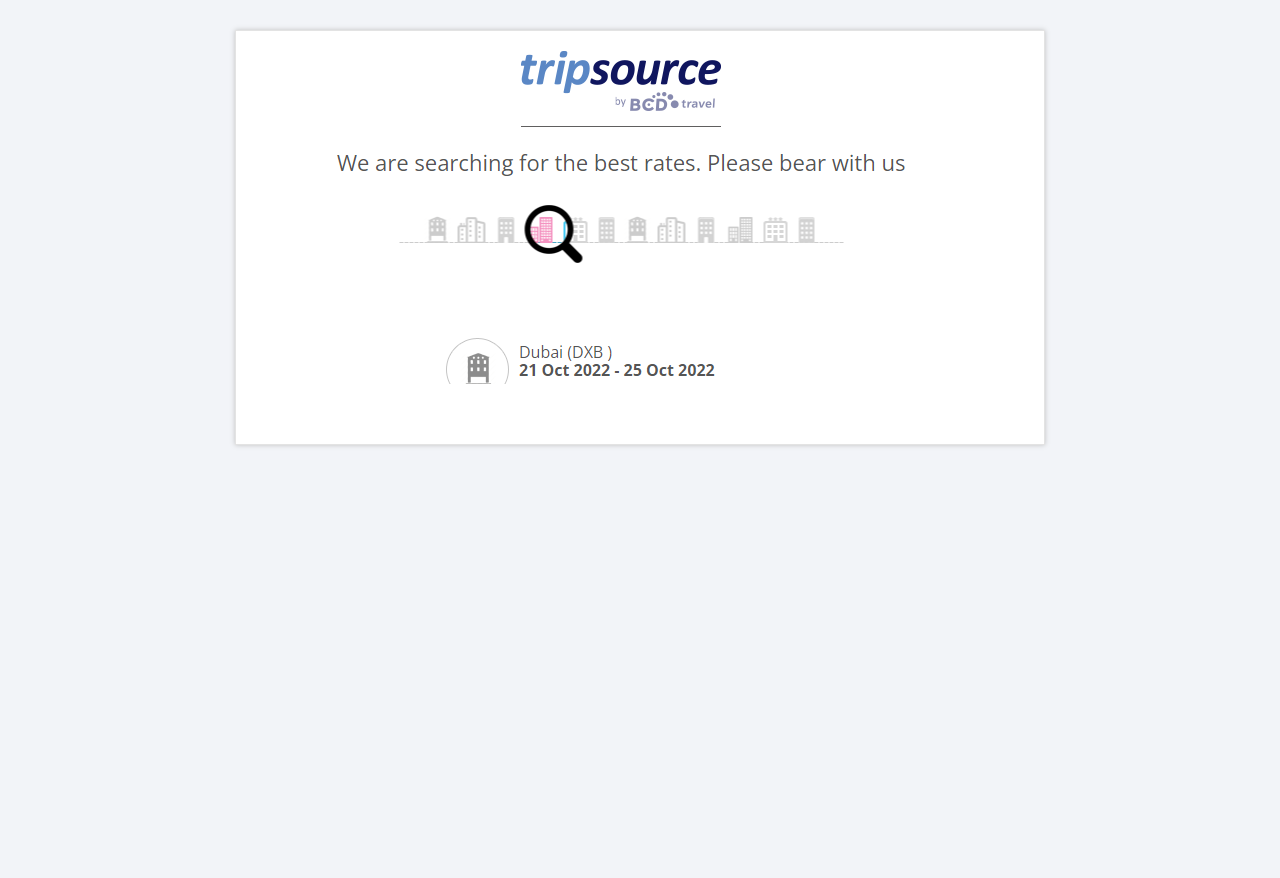 tripsource
by BCD travel
We are searching for the best rates. Please bear with us
Dubai (DXB )
21 Oct 2022 - 25 Oct 2022